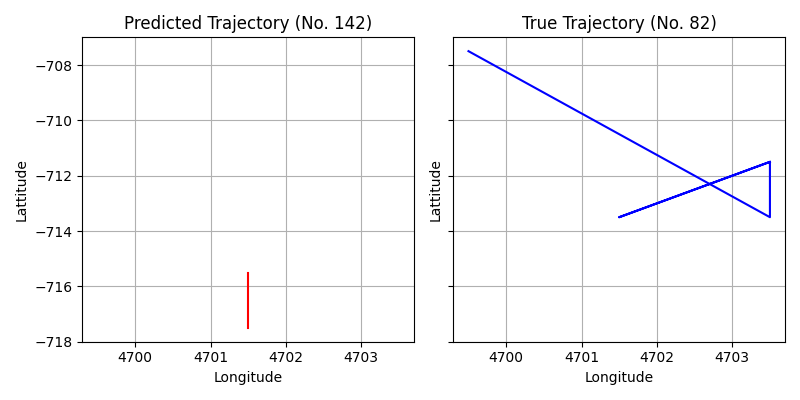 Predicted Trajectory (No. 142)
True Trajectory (No. 82)
−708
−710
−712
−714
−716
−718
Lattitude
Lattitude
4700 4701 4702 4703
4700 4701 4702 4703
Longitude
Longitude